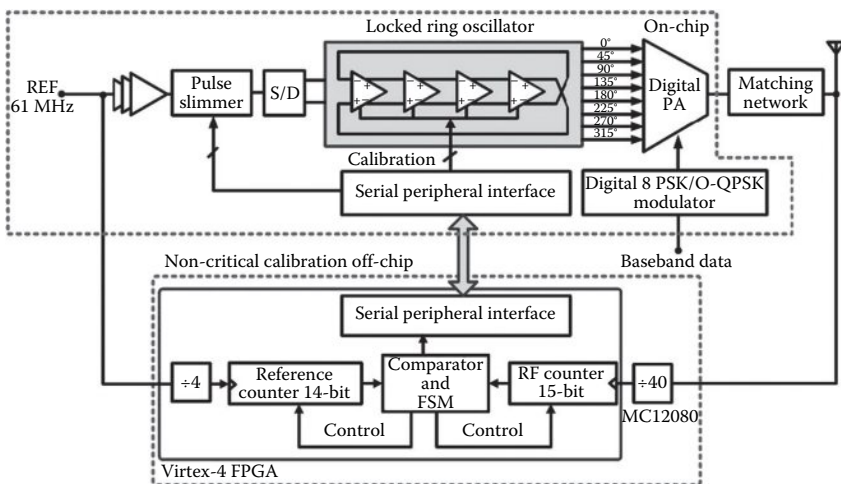 Locked ring oscillator
On-chip
REF
61 MHz
Pulse
slimmer
S/D
− + − + − + − +
+ − + − + − + −
0°
45°
90°
135°
180°
225°
270°
315°
Digital
PA
Matching
network
Calibration
Serial peripheral interface
Digital 8 PSK/O-QPSK
modulator
Baseband data
Non-critical calibration off-chip
Serial peripheral interface
÷4
Reference
counter 14-bit
Comparator
and
FSM
RF counter
15-bit
÷40
MC12080
Control
Control
Virtex-4 FPGA